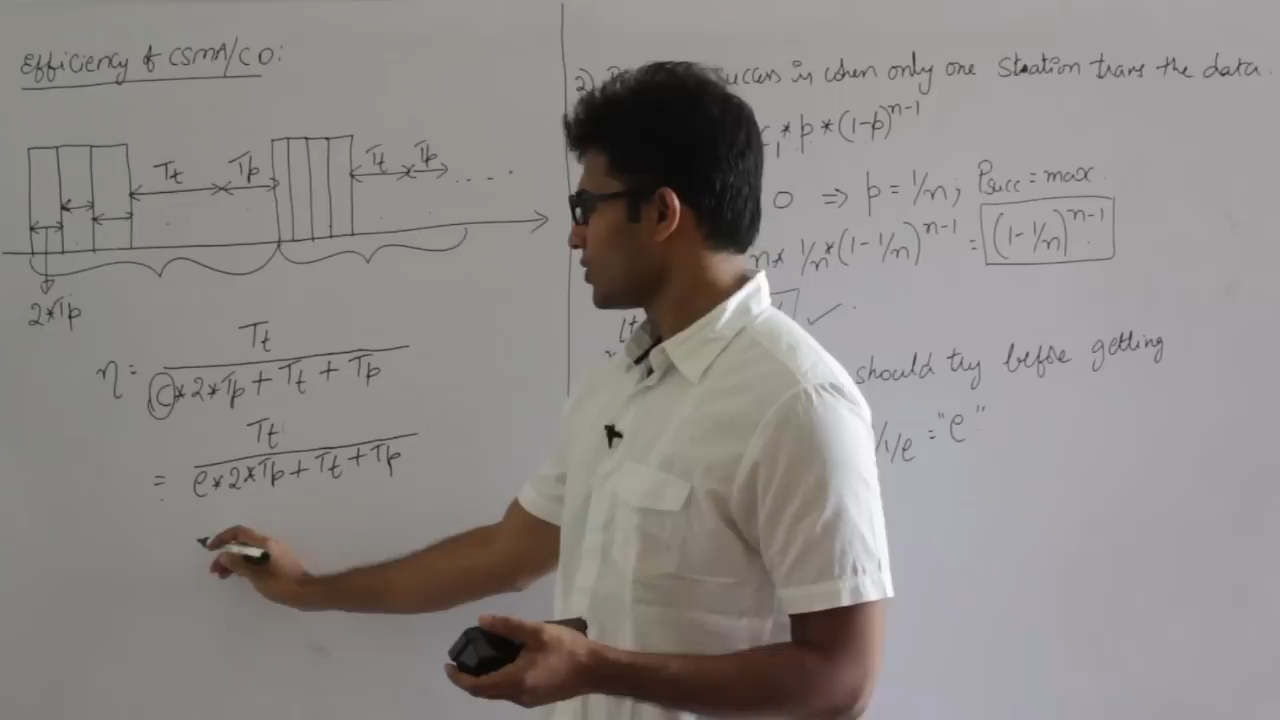 Efficiency of CSMA/CD:
Tt Tp Tt Tp ....
2*Tp
η = Tt / (C*2*Tp + Tt + Tp)
= Tt / (e*2*Tp + Tt + Tp)
2) is when only one Station trans the data.
* p * (1-p)^(n-1)
0 ⇒ p = 1/n; Psucc = max
n * 1/n * (1-1/n)^(n-1) = (1-1/n)^(n-1)
lt ✓.
should try before getting
/1/e = "e"